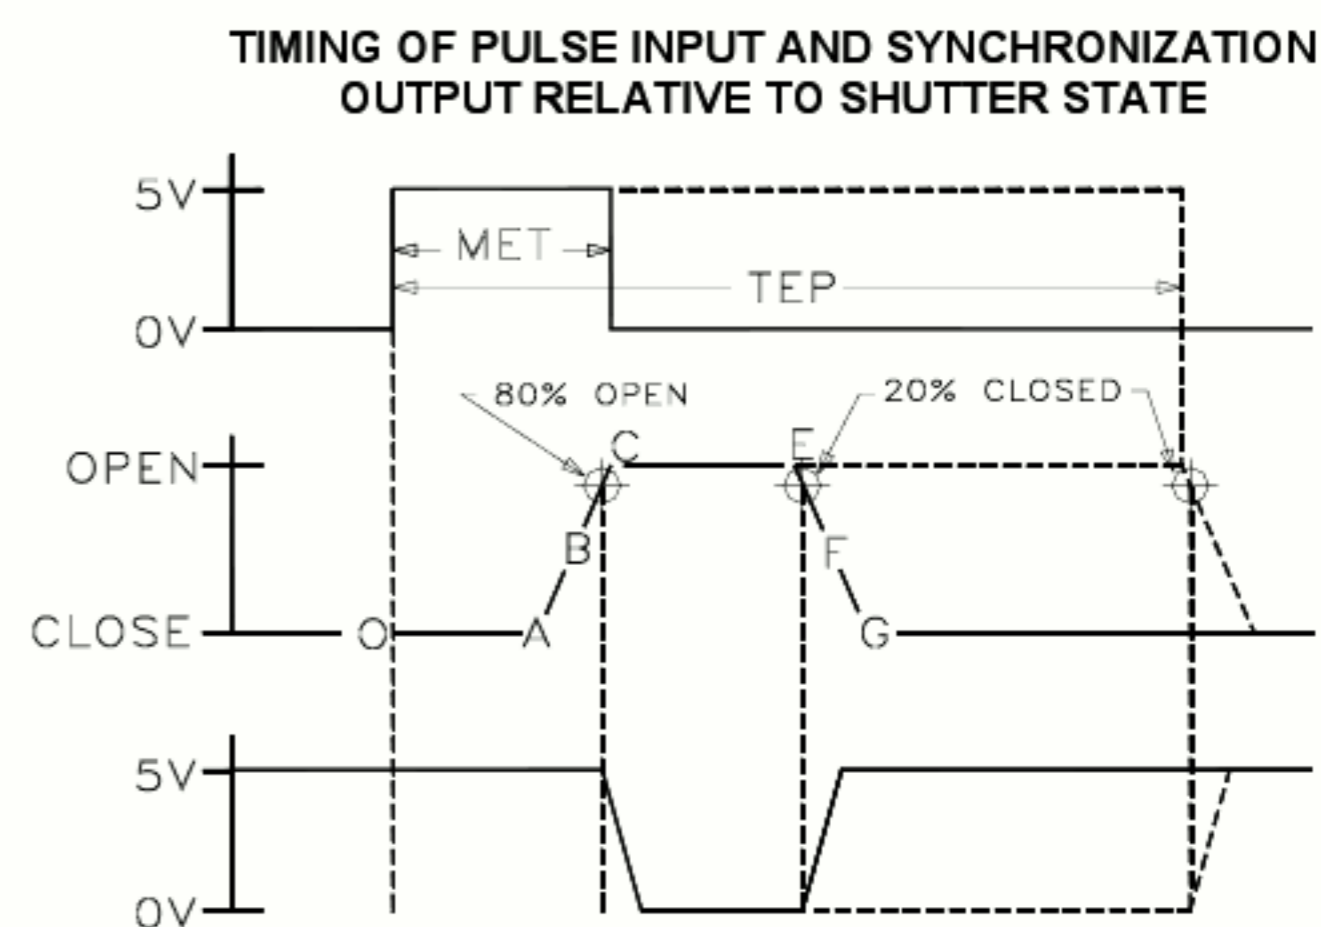 TIMING OF PULSE INPUT AND SYNCHRONIZATION
OUTPUT RELATIVE TO SHUTTER STATE
5V
MET
TEP
0V
80% OPEN
20% CLOSED
OPEN
C
E
B
F
CLOSE
O
A
G
5V
0V